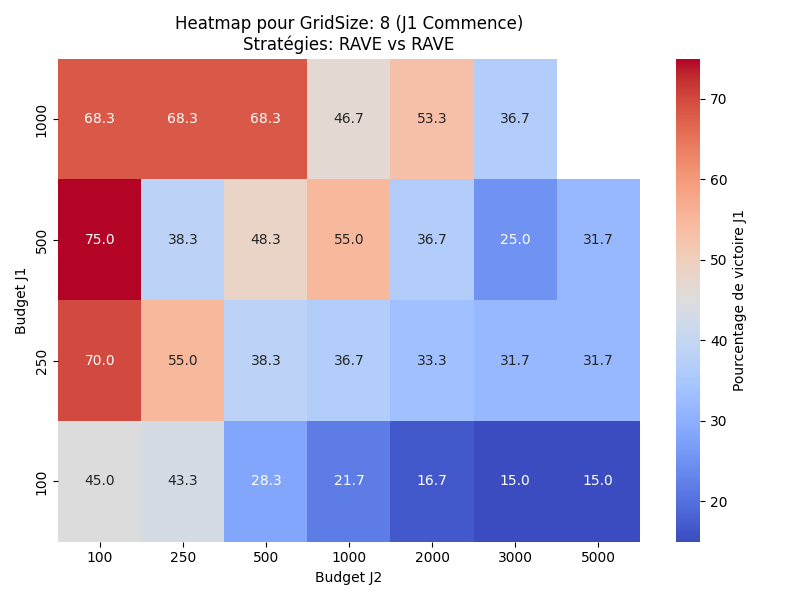 Heatmap pour GridSize: 8 (J1 Commence)
Stratégies: RAVE vs RAVE
Budget J1
1000
68.3 68.3 68.3 46.7 53.3 36.7
500
75.0 38.3 48.3 55.0 36.7 25.0 31.7
250
70.0 55.0 38.3 36.7 33.3 31.7 31.7
100
45.0 43.3 28.3 21.7 16.7 15.0 15.0
100 250 500 1000 2000 3000 5000
Budget J2
70
60
50
40
30
20
Pourcentage de victoire J1